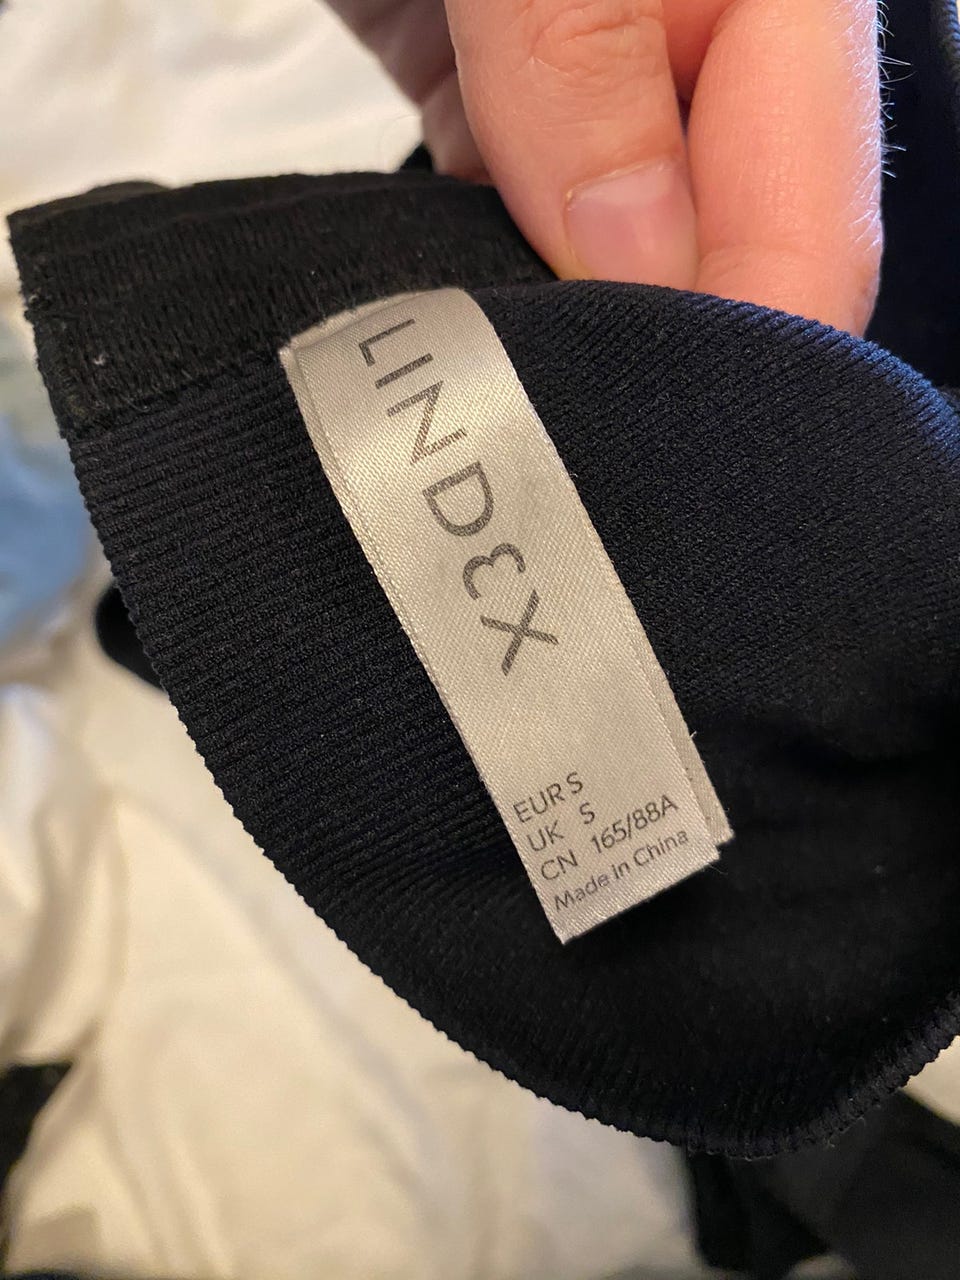 LINDEX
EUR S
UK S
CN 165/88A
Made in China